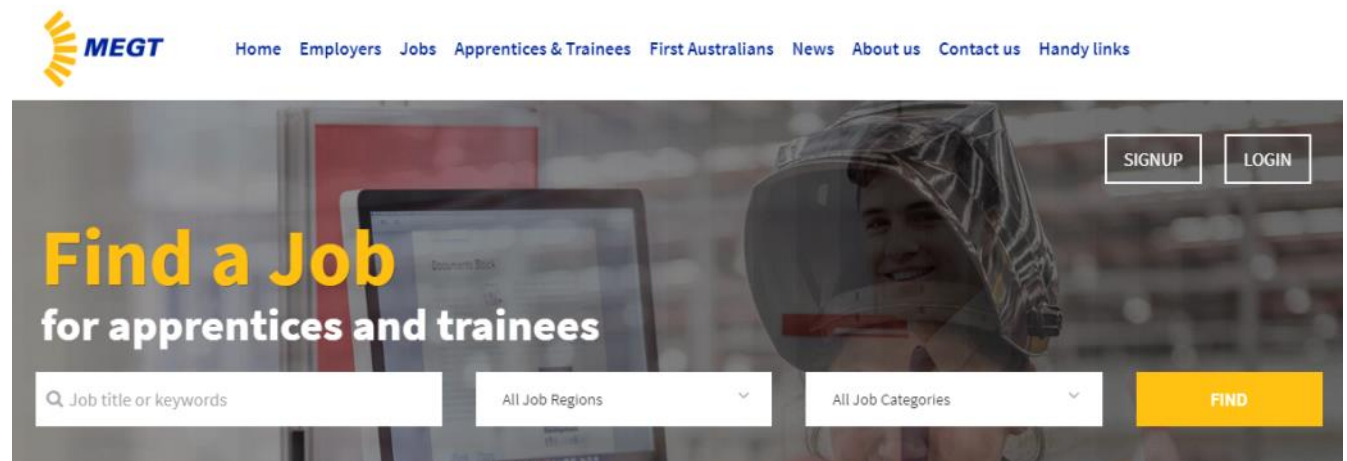 MEGT
Home Employers Jobs Apprentices & Trainees First Australians News About us Contact us Handy links
SIGNUP LOGIN
Find a Job
for apprentices and trainees
Job title or keywords All Job Regions All Job Categories FIND